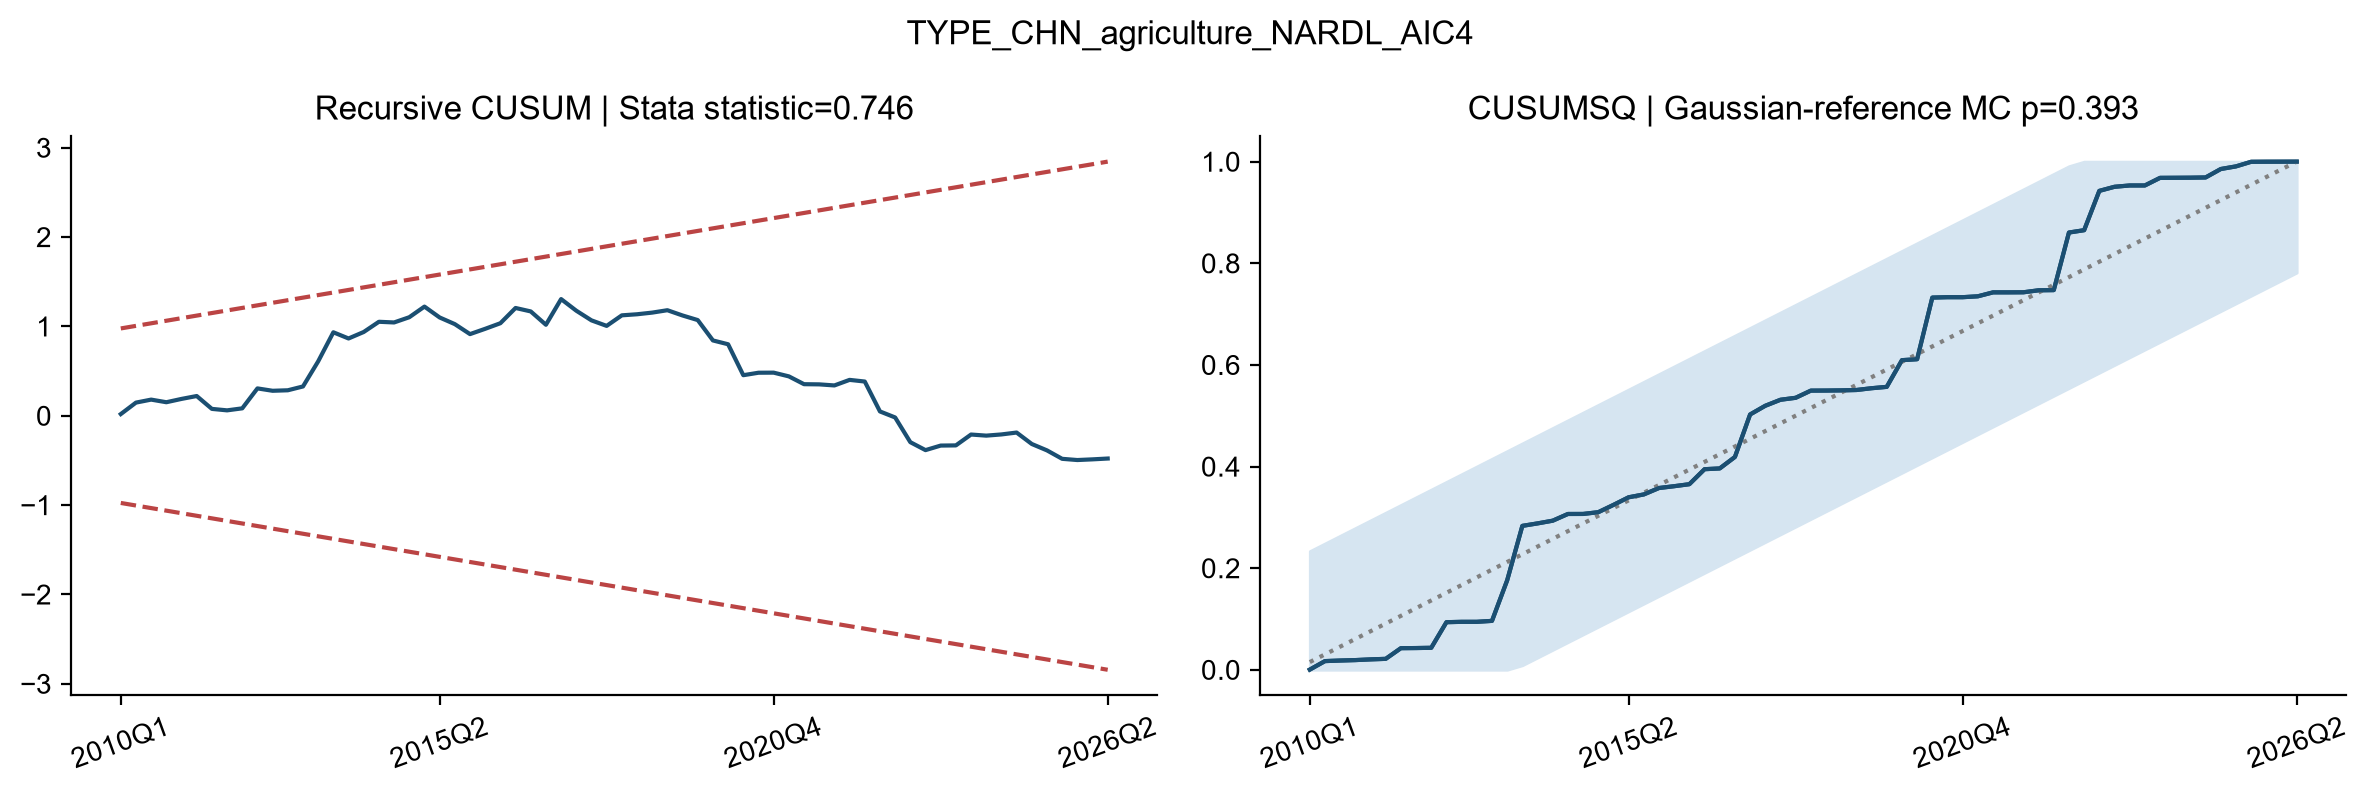 TYPE_CHN_agriculture_NARDL_AIC4
Recursive CUSUM | Stata statistic=0.746
3
2
1
0
−1
−2
−3
2010Q1
2015Q2
2020Q4
2026Q2
CUSUMSQ | Gaussian-reference MC p=0.393
1.0
0.8
0.6
0.4
0.2
0.0
2010Q1
2015Q2
2020Q4
2026Q2